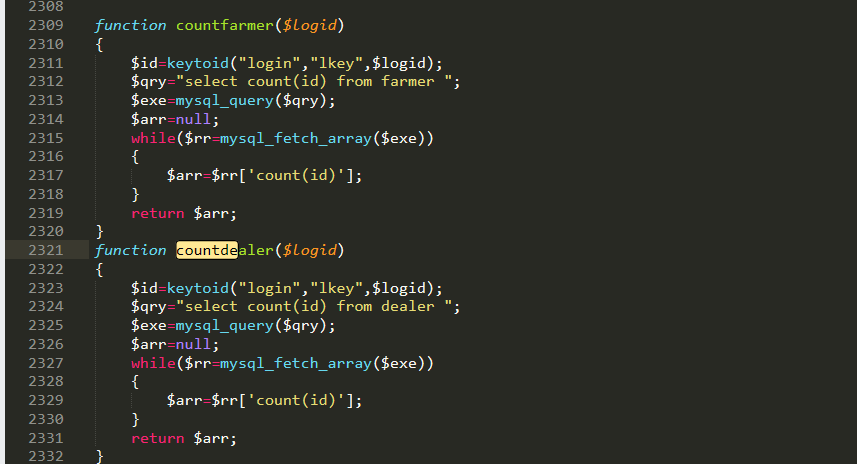 2308
2309 function countfarmer($logid)
2310 {
2311 $id=keytoid("login","lkey",$logid);
2312 $qry="select count(id) from farmer ";
2313 $exe=mysql_query($qry);
2314 $arr=null;
2315 while($rr=mysql_fetch_array($exe))
2316 {
2317 $arr=$rr['count(id)'];
2318 }
2319 return $arr;
2320 }
2321 function countdealer($logid)
2322 {
2323 $id=keytoid("login","lkey",$logid);
2324 $qry="select count(id) from dealer ";
2325 $exe=mysql_query($qry);
2326 $arr=null;
2327 while($rr=mysql_fetch_array($exe))
2328 {
2329 $arr=$rr['count(id)'];
2330 }
2331 return $arr;
2332 }